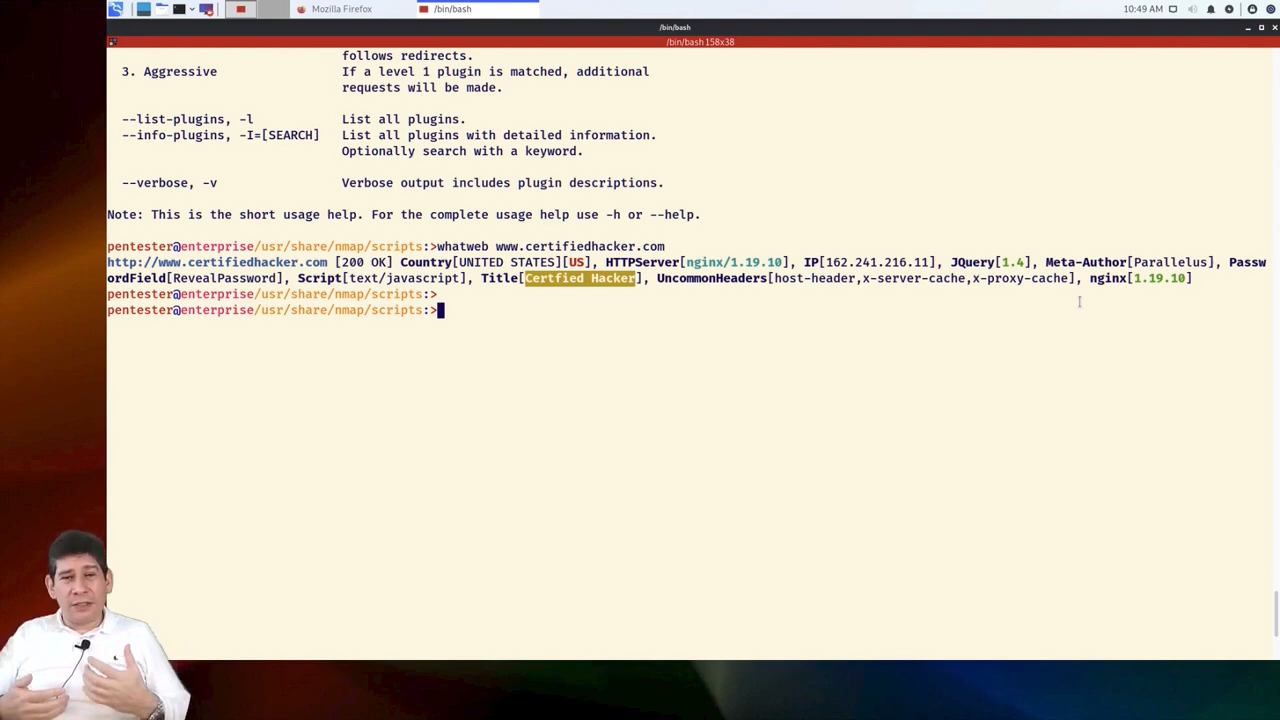 Mozilla Firefox
/bin/bash
10:49 AM
/bin/bash
/bin/bash 158x38
follows redirects.
3. Aggressive If a level 1 plugin is matched, additional
requests will be made.
--list-plugins, -l List all plugins.
--info-plugins, -I=[SEARCH] List all plugins with detailed information.
Optionally search with a keyword.
--verbose, -v Verbose output includes plugin descriptions.
Note: This is the short usage help. For the complete usage help use -h or --help.
pentester@enterprise/usr/share/nmap/scripts:>whatweb www.certifiedhacker.com
http://www.certifiedhacker.com [200 OK] Country[UNITED STATES][US], HTTPServer[nginx/1.19.10], IP[162.241.216.11], JQuery[1.4], Meta-Author[Parallelus], Passw
ordField[RevealPassword], Script[text/javascript], Title[Certfied Hacker], UncommonHeaders[host-header,x-server-cache,x-proxy-cache], nginx[1.19.10]
pentester@enterprise/usr/share/nmap/scripts:>
pentester@enterprise/usr/share/nmap/scripts:>